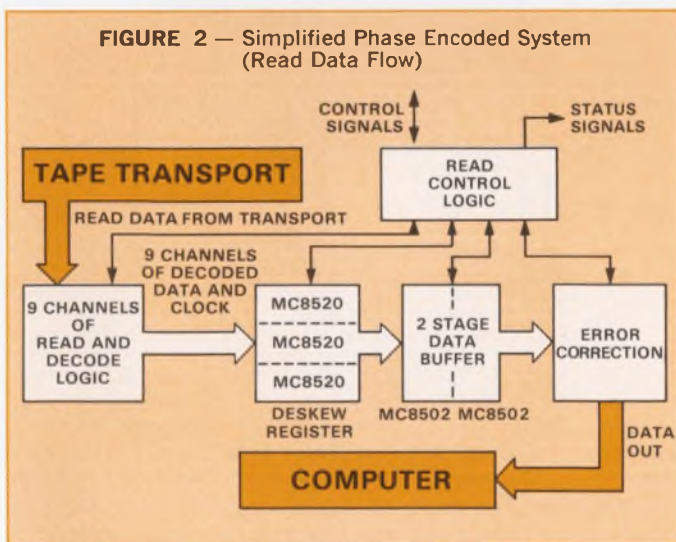 FIGURE 2 — Simplified Phase Encoded System
(Read Data Flow)
CONTROL
SIGNALS
STATUS
SIGNALS
TAPE TRANSPORT
READ
CONTROL
LOGIC
READ DATA FROM TRANSPORT
9 CHANNELS
OF DECODED
DATA AND
CLOCK
9 CHANNELS
OF
READ AND
DECODE
LOGIC
MC8520
MC8520
MC8520
DESKEW
REGISTER
2 STAGE
DATA
BUFFER
MC8502 MC8502
ERROR
CORRECTION
DATA
OUT
COMPUTER